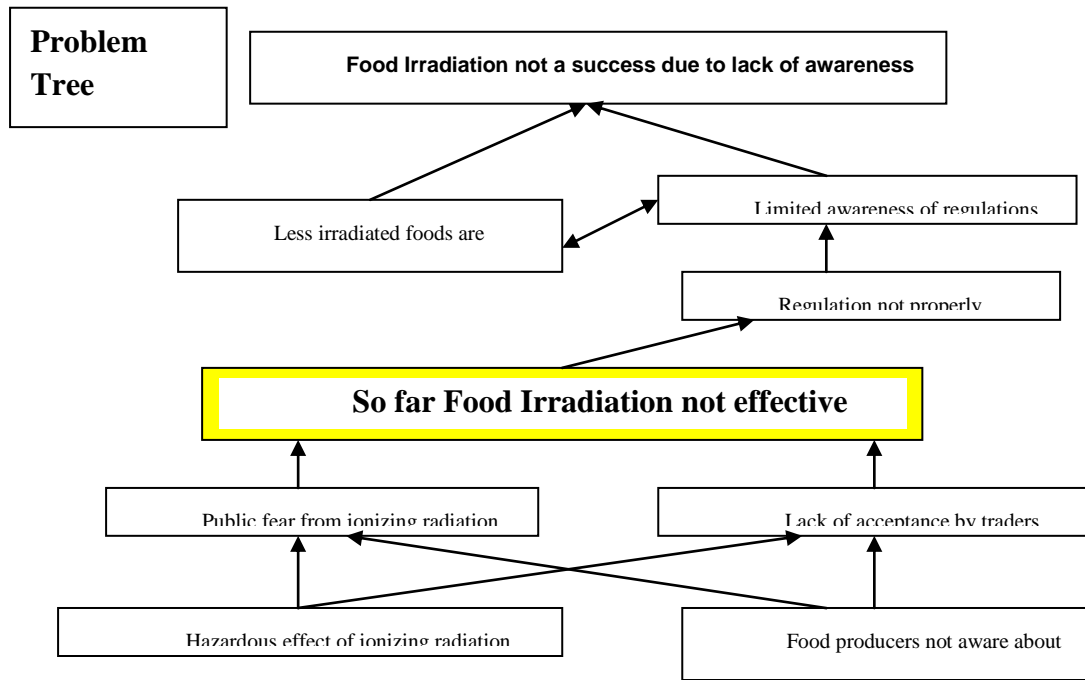 Problem
Tree
Food Irradiation not a success due to lack of awareness
Less irradiated foods are
Limited awareness of regulations
Regulation not properly
So far Food Irradiation not effective
Public fear from ionizing radiation
Lack of acceptance by traders
Hazardous effect of ionizing radiation
Food producers not aware about